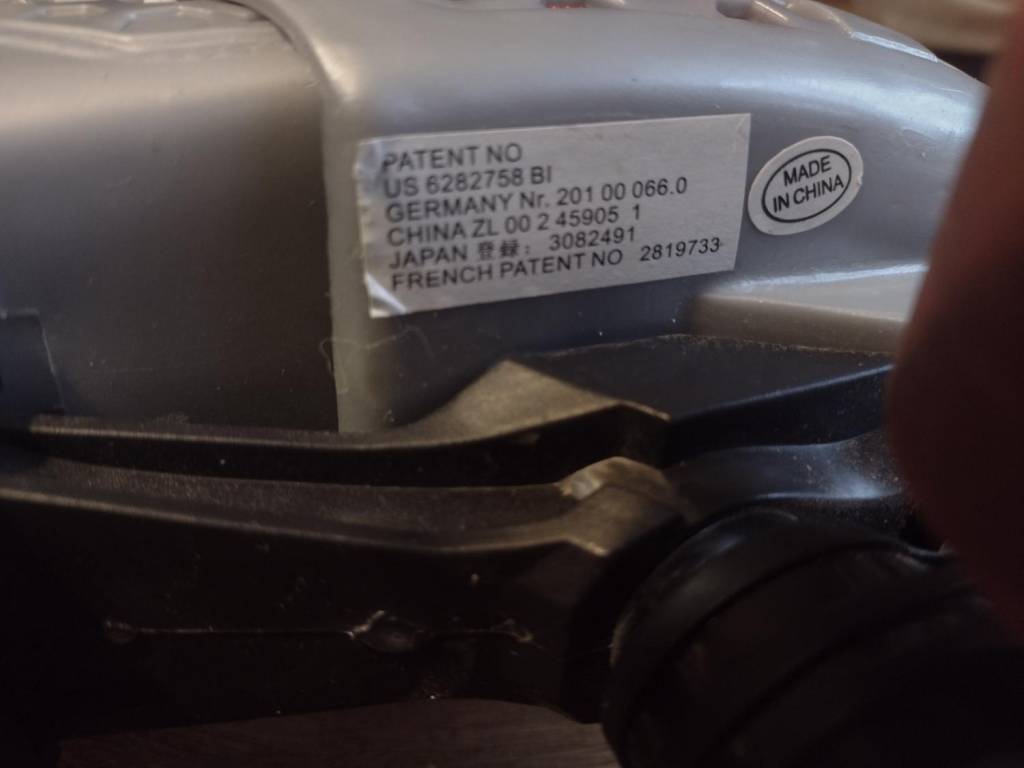 PATENT NO
US 6282758 BI
GERMANY Nr. 201 00 066.0
CHINA ZL 00 2 45905 1
JAPAN 登録: 3082491
FRENCH PATENT NO 2819733
MADE
IN CHINA